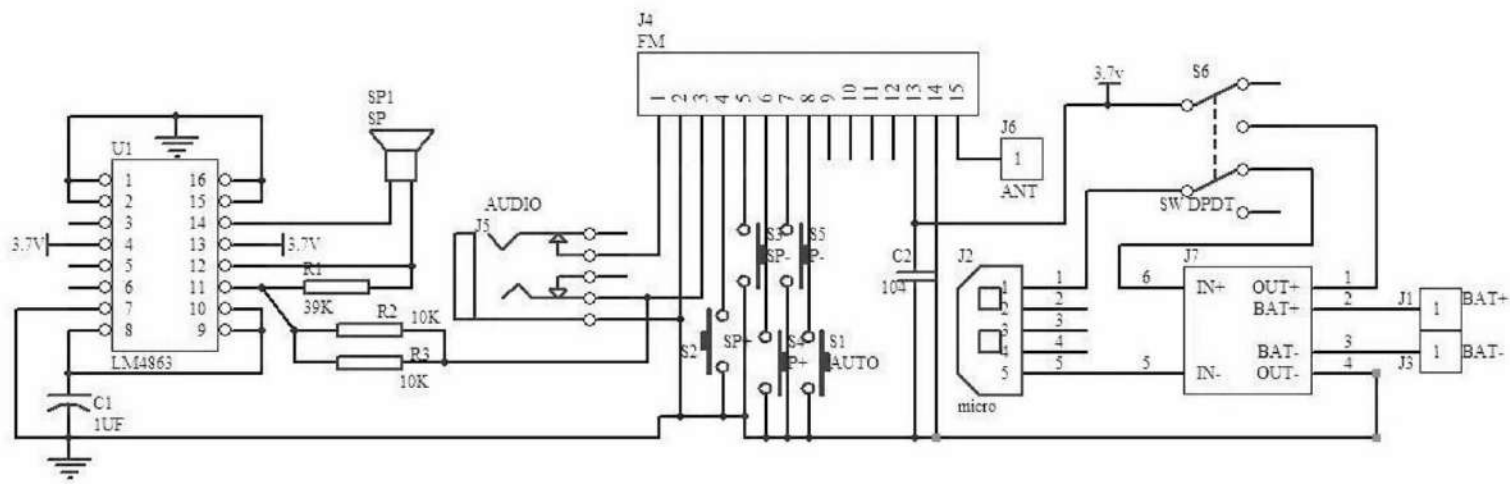 J4
FM
1 2 3 4 5 6 7 8 9 10 11 12 13 14 15
3.7v
S6
SP1
SP
U1
J6
1
ANT
1 16
2 15
3 14
3.7V 4 13 3.7V
5 12
6 11
7 10
8 9
LM4863
R1
39K
R2 10K
R3
10K
C1
1UF
AUDIO
J5
S3
SP-
S5
P-
S2
SP+
S4
P+
S1
AUTO
C2
104
SW DPDT
J2
1 1
2 2
3 3
4 4
5 5
micro
J7
6 IN+ OUT+ 1
BAT+ 2
BAT- 3
5 IN- OUT- 4
J1 1 BAT+
J3 1 BAT-